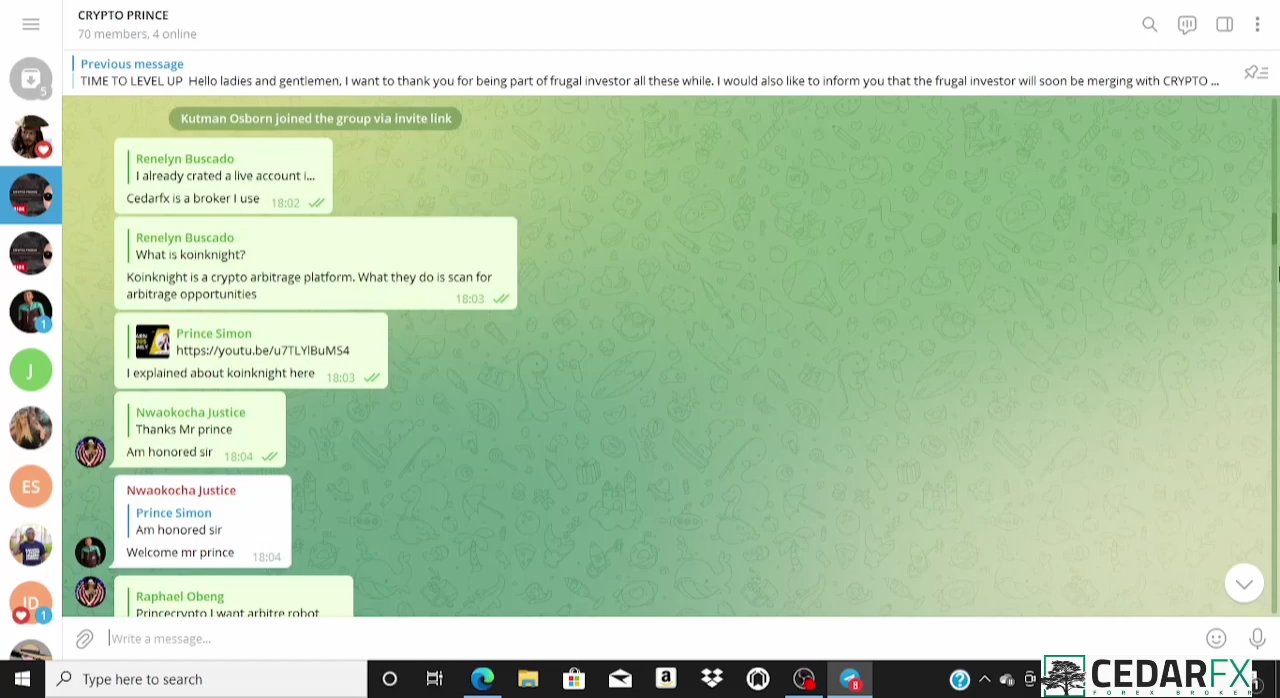 CRYPTO PRINCE
70 members, 4 online
Previous message
TIME TO LEVEL UP Hello ladies and gentlemen, I want to thank you for being part of frugal investor all these while. I would also like to inform you that the frugal investor will soon be merging with CRYPTO ...
5
Kutman Osborn joined the group via invite link
Renelyn Buscado
I already crated a live account i...
Cedarfx is a broker I use 18:02
Renelyn Buscado
What is koinknight?
Koinknight is a crypto arbitrage platform. What they do is scan for
arbitrage opportunities 18:03
Prince Simon
https://youtu.be/u7TLYlBuMS4
I explained about koinknight here 18:03
Nwaokocha Justice
Thanks Mr prince
Am honored sir 18:04
Nwaokocha Justice
Prince Simon
Am honored sir
Welcome mr prince 18:04
Raphael Obeng
Princecrypto I want arbitre robot
1
J
ES
ID
1
Write a message...
Type here to search
8
CEDARFX
FOREX BROKER